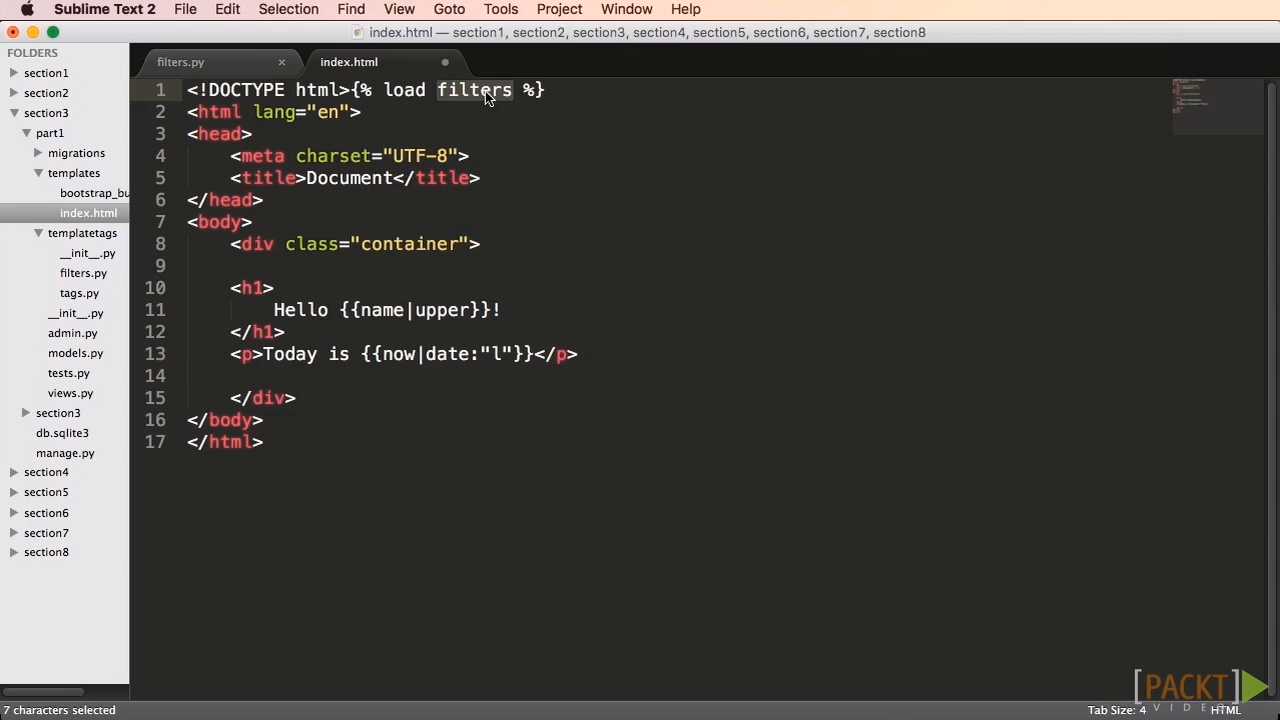 Sublime Text 2 File Edit Selection Find View Goto Tools Project Window Help
index.html — section1, section2, section3, section4, section5, section6, section7, section8
FOLDERS
section1
section2
section3
part1
migrations
templates
bootstrap_bu
index.html
templatetags
__init__.py
filters.py
tags.py
__init__.py
admin.py
models.py
tests.py
views.py
section3
db.sqlite3
manage.py
section4
section5
section6
section7
section8
filters.py × index.html
1 <!DOCTYPE html>{% load filters %}
2 <html lang="en">
3 <head>
4 <meta charset="UTF-8">
5 <title>Document</title>
6 </head>
7 <body>
8 <div class="container">
9
10 <h1>
11 Hello {{name|upper}}!
12 </h1>
13 <p>Today is {{now|date:"l"}}</p>
14
15 </div>
16 </body>
17 </html>
[PACKT]
VIDEO
7 characters selected Tab Size: 4 HTML